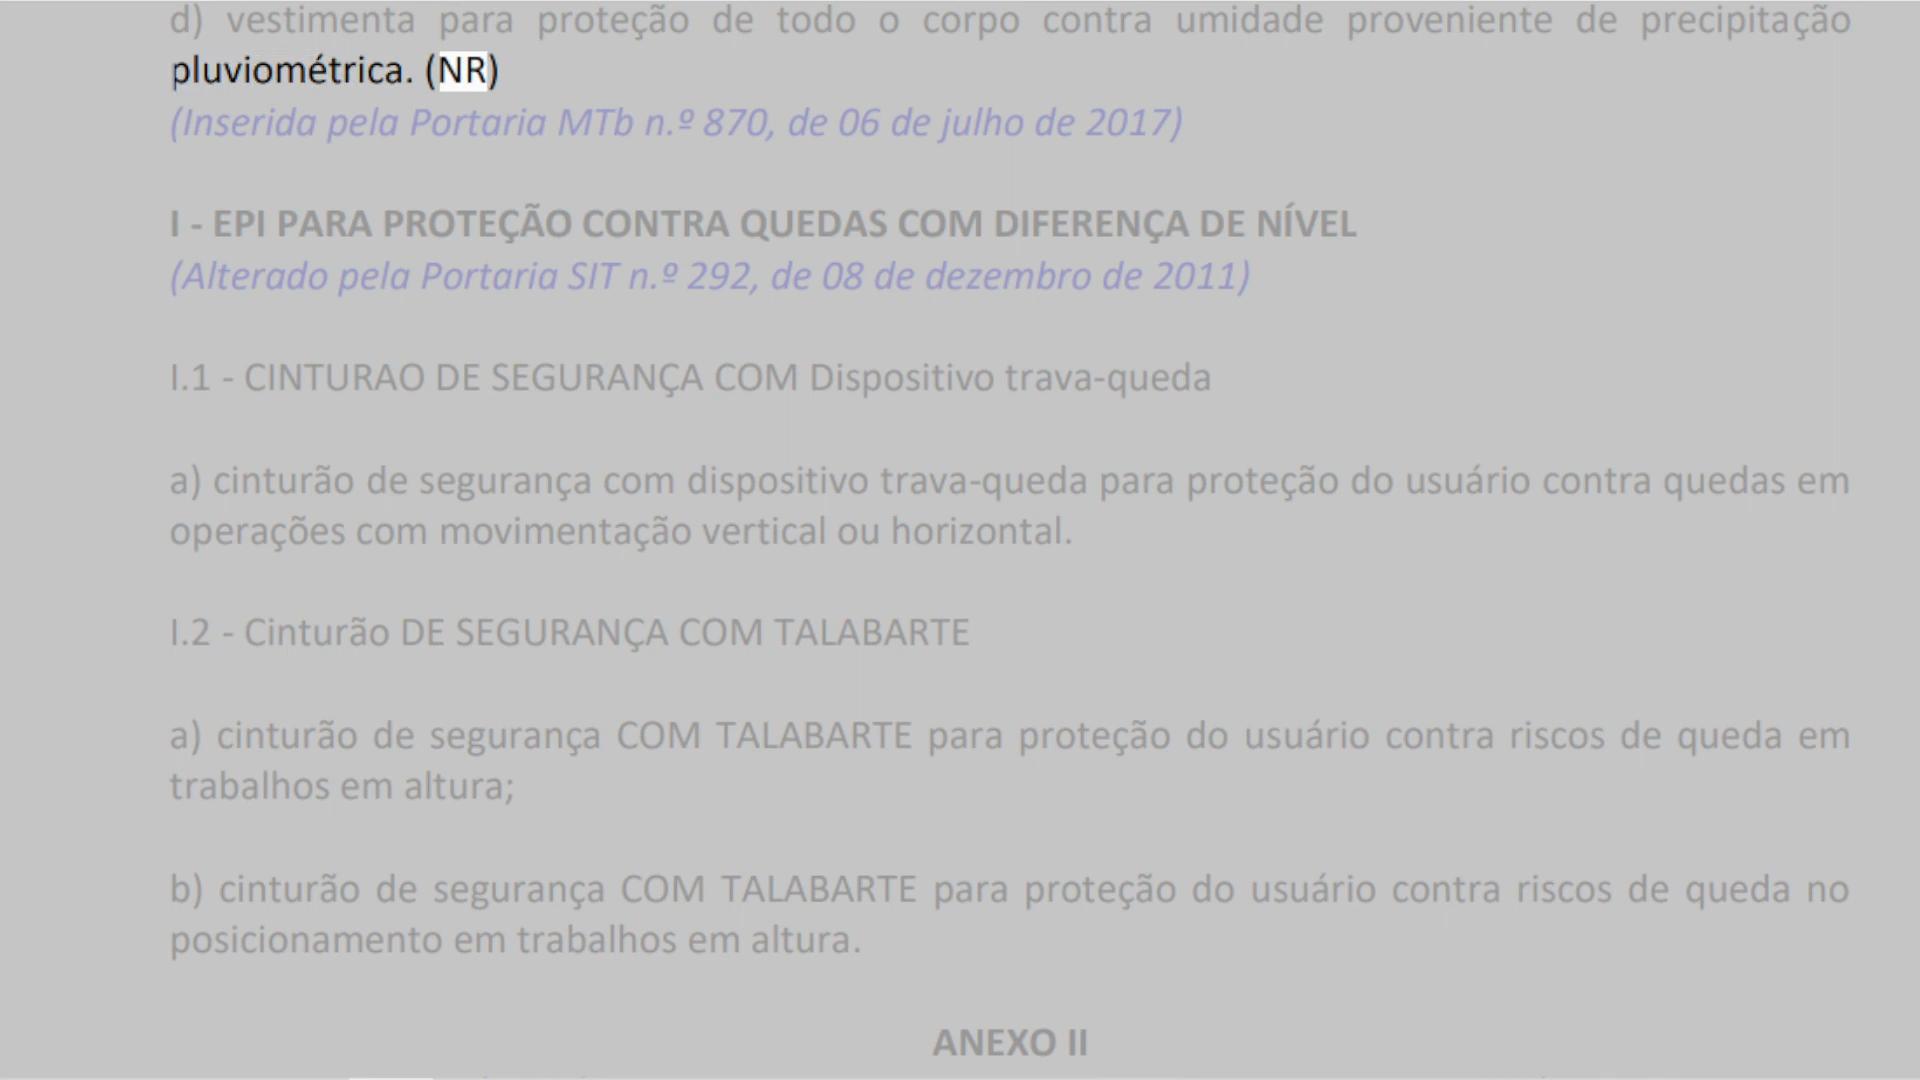 d) vestimenta para proteção de todo o corpo contra umidade proveniente de precipitação
pluviométrica. (NR)
(Inserida pela Portaria MTb n.º 870, de 06 de julho de 2017)
I - EPI PARA PROTEÇÃO CONTRA QUEDAS COM DIFERENÇA DE NÍVEL
(Alterado pela Portaria SIT n.º 292, de 08 de dezembro de 2011)
I.1 - CINTURAO DE SEGURANÇA COM Dispositivo trava-queda
a) cinturão de segurança com dispositivo trava-queda para proteção do usuário contra quedas em
operações com movimentação vertical ou horizontal.
I.2 - Cinturão DE SEGURANÇA COM TALABARTE
a) cinturão de segurança COM TALABARTE para proteção do usuário contra riscos de queda em
trabalhos em altura;
b) cinturão de segurança COM TALABARTE para proteção do usuário contra riscos de queda no
posicionamento em trabalhos em altura.
ANEXO II